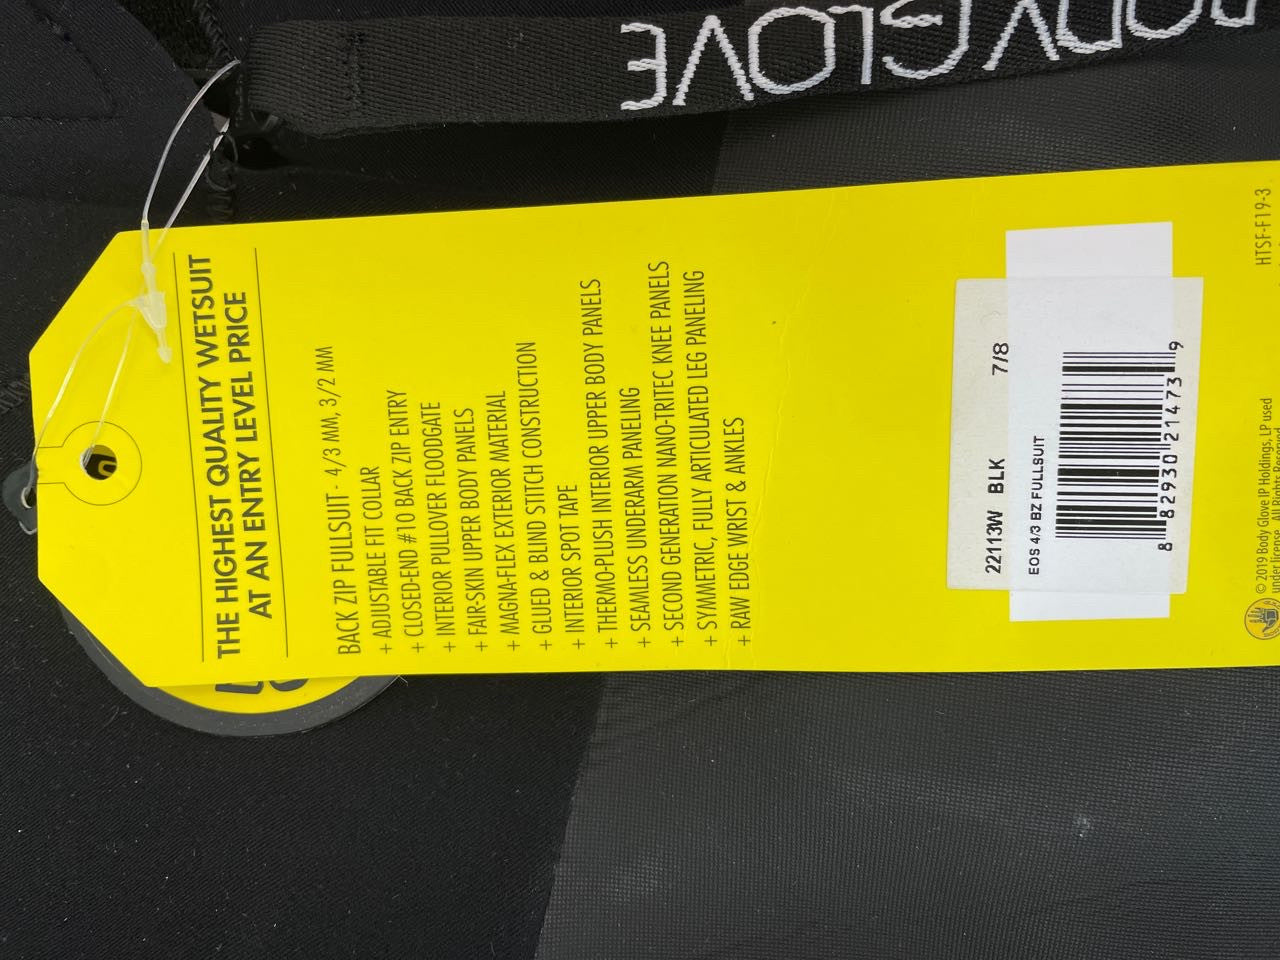 BODY GLOVE
THE HIGHEST QUALITY WETSUIT
AT AN ENTRY LEVEL PRICE
BACK ZIP FULLSUIT - 4/3 MM, 3/2 MM
+ ADJUSTABLE FIT COLLAR
+ CLOSED-END #10 BACK ZIP ENTRY
+ INTERIOR PULLOVER FLOODGATE
+ FAIR-SKIN UPPER BODY PANELS
+ MAGNA-FLEX EXTERIOR MATERIAL
+ GLUED & BLIND STITCH CONSTRUCTION
+ INTERIOR SPOT TAPE
+ THERMO-PLUSH INTERIOR UPPER BODY PANELS
+ SEAMLESS UNDERARM PANELING
+ SECOND GENERATION NANO-TRITEC KNEE PANELS
+ SYMMETRIC, FULLY ARTICULATED LEG PANELING
+ RAW EDGE WRIST & ANKLES
22113W BLK 7/8
EOS 4/3 BZ FULLSUIT
8 82930 21473 9
© 2019 Body Glove IP Holdings, LP used
under license. All Rights Reserved.
HTSF-F19-3